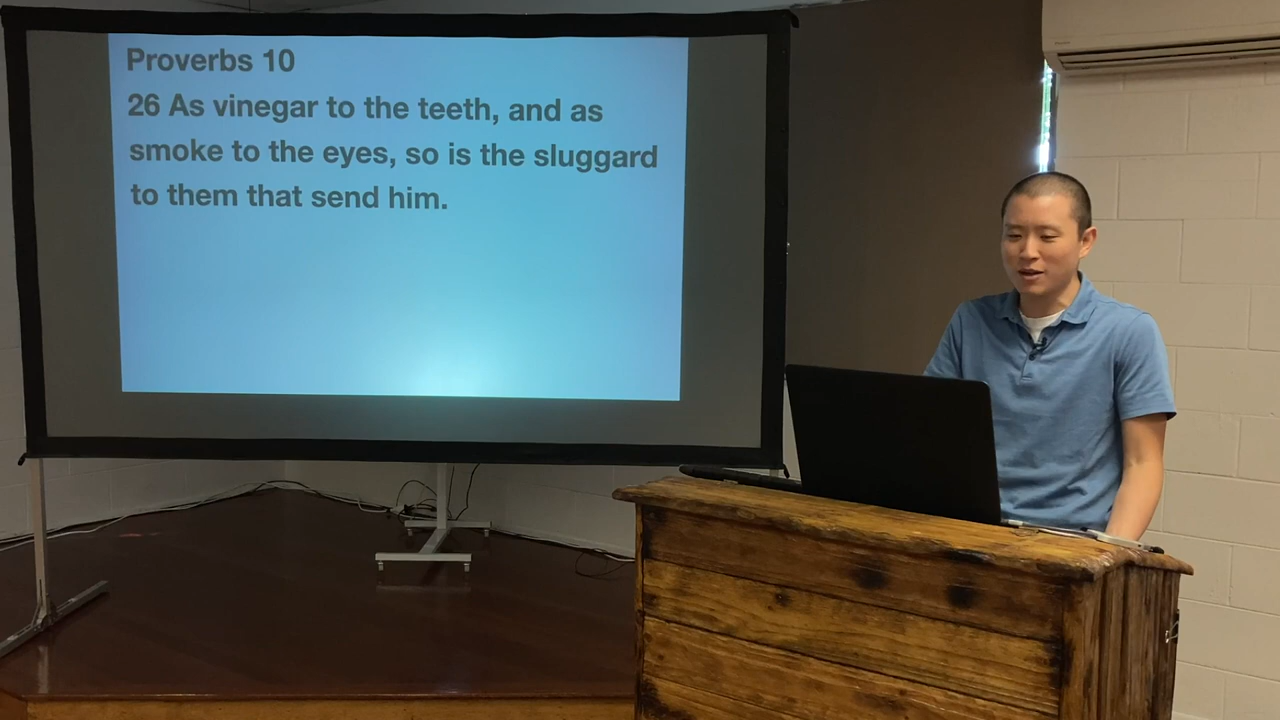 Proverbs 10
26 As vinegar to the teeth, and as
smoke to the eyes, so is the sluggard
to them that send him.